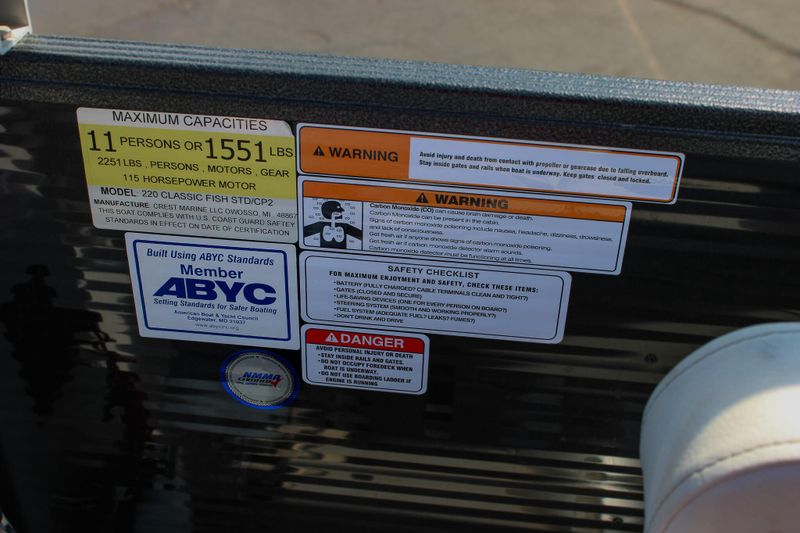 MAXIMUM CAPACITIES
11 PERSONS OR 1551 LBS
2251 LBS , PERSONS , MOTORS , GEAR
115 HORSEPOWER MOTOR
MODEL 220 CLASSIC FISH STD/CP2
MANUFACTURE: CREST MARINE LLC OWOSSO, MI 48867
THIS BOAT COMPLIES WITH U.S. COAST GUARD SAFTEY
STANDARDS IN EFFECT ON DATE OF CERTIFICATION
WARNING
Avoid injury and death from contact with propeller or gearcase due to falling overboard.
Stay inside gates and rails when boat is underway. Keep gates closed and locked.
WARNING
Carbon Monoxide (CO) can cause brain damage or death.
Carbon Monoxide can be present in the cabin.
Signs of carbon monoxide poisoning include nausea, headache, dizziness, drowsiness,
and lack of consciousness.
Get fresh air if anyone shows signs of carbon monoxide poisoning.
Get fresh air if carbon monoxide detector alarm sounds.
Carbon monoxide detector must be functioning at all times.
Built Using ABYC Standards
Member
ABYC
Setting Standards for Safer Boating
American Boat & Yacht Council
Edgewater, MD 21037
www.abycinc.org
SAFETY CHECKLIST
FOR MAXIMUM ENJOYMENT AND SAFETY, CHECK THESE ITEMS:
•BATTERY (FULLY CHARGED? CABLE TERMINALS CLEAN AND TIGHT?)
•GATES (CLOSED AND SECURE)
•LIFE-SAVING DEVICES (ONE FOR EVERY PERSON ON BOARD?)
•STEERING SYSTEM (SMOOTH AND WORKING PROPERLY?)
•FUEL SYSTEM (ADEQUATE FUEL? LEAKS? FUMES?)
•DON'T DRINK AND DRIVE
DANGER
AVOID PERSONAL INJURY OR DEATH
•STAY INSIDE RAILS AND GATES.
•DO NOT OCCUPY FOREDECK WHEN
BOAT IS UNDERWAY.
•DO NOT USE BOARDING LADDER IF
ENGINE IS RUNNING
NMMA
CERTIFIED